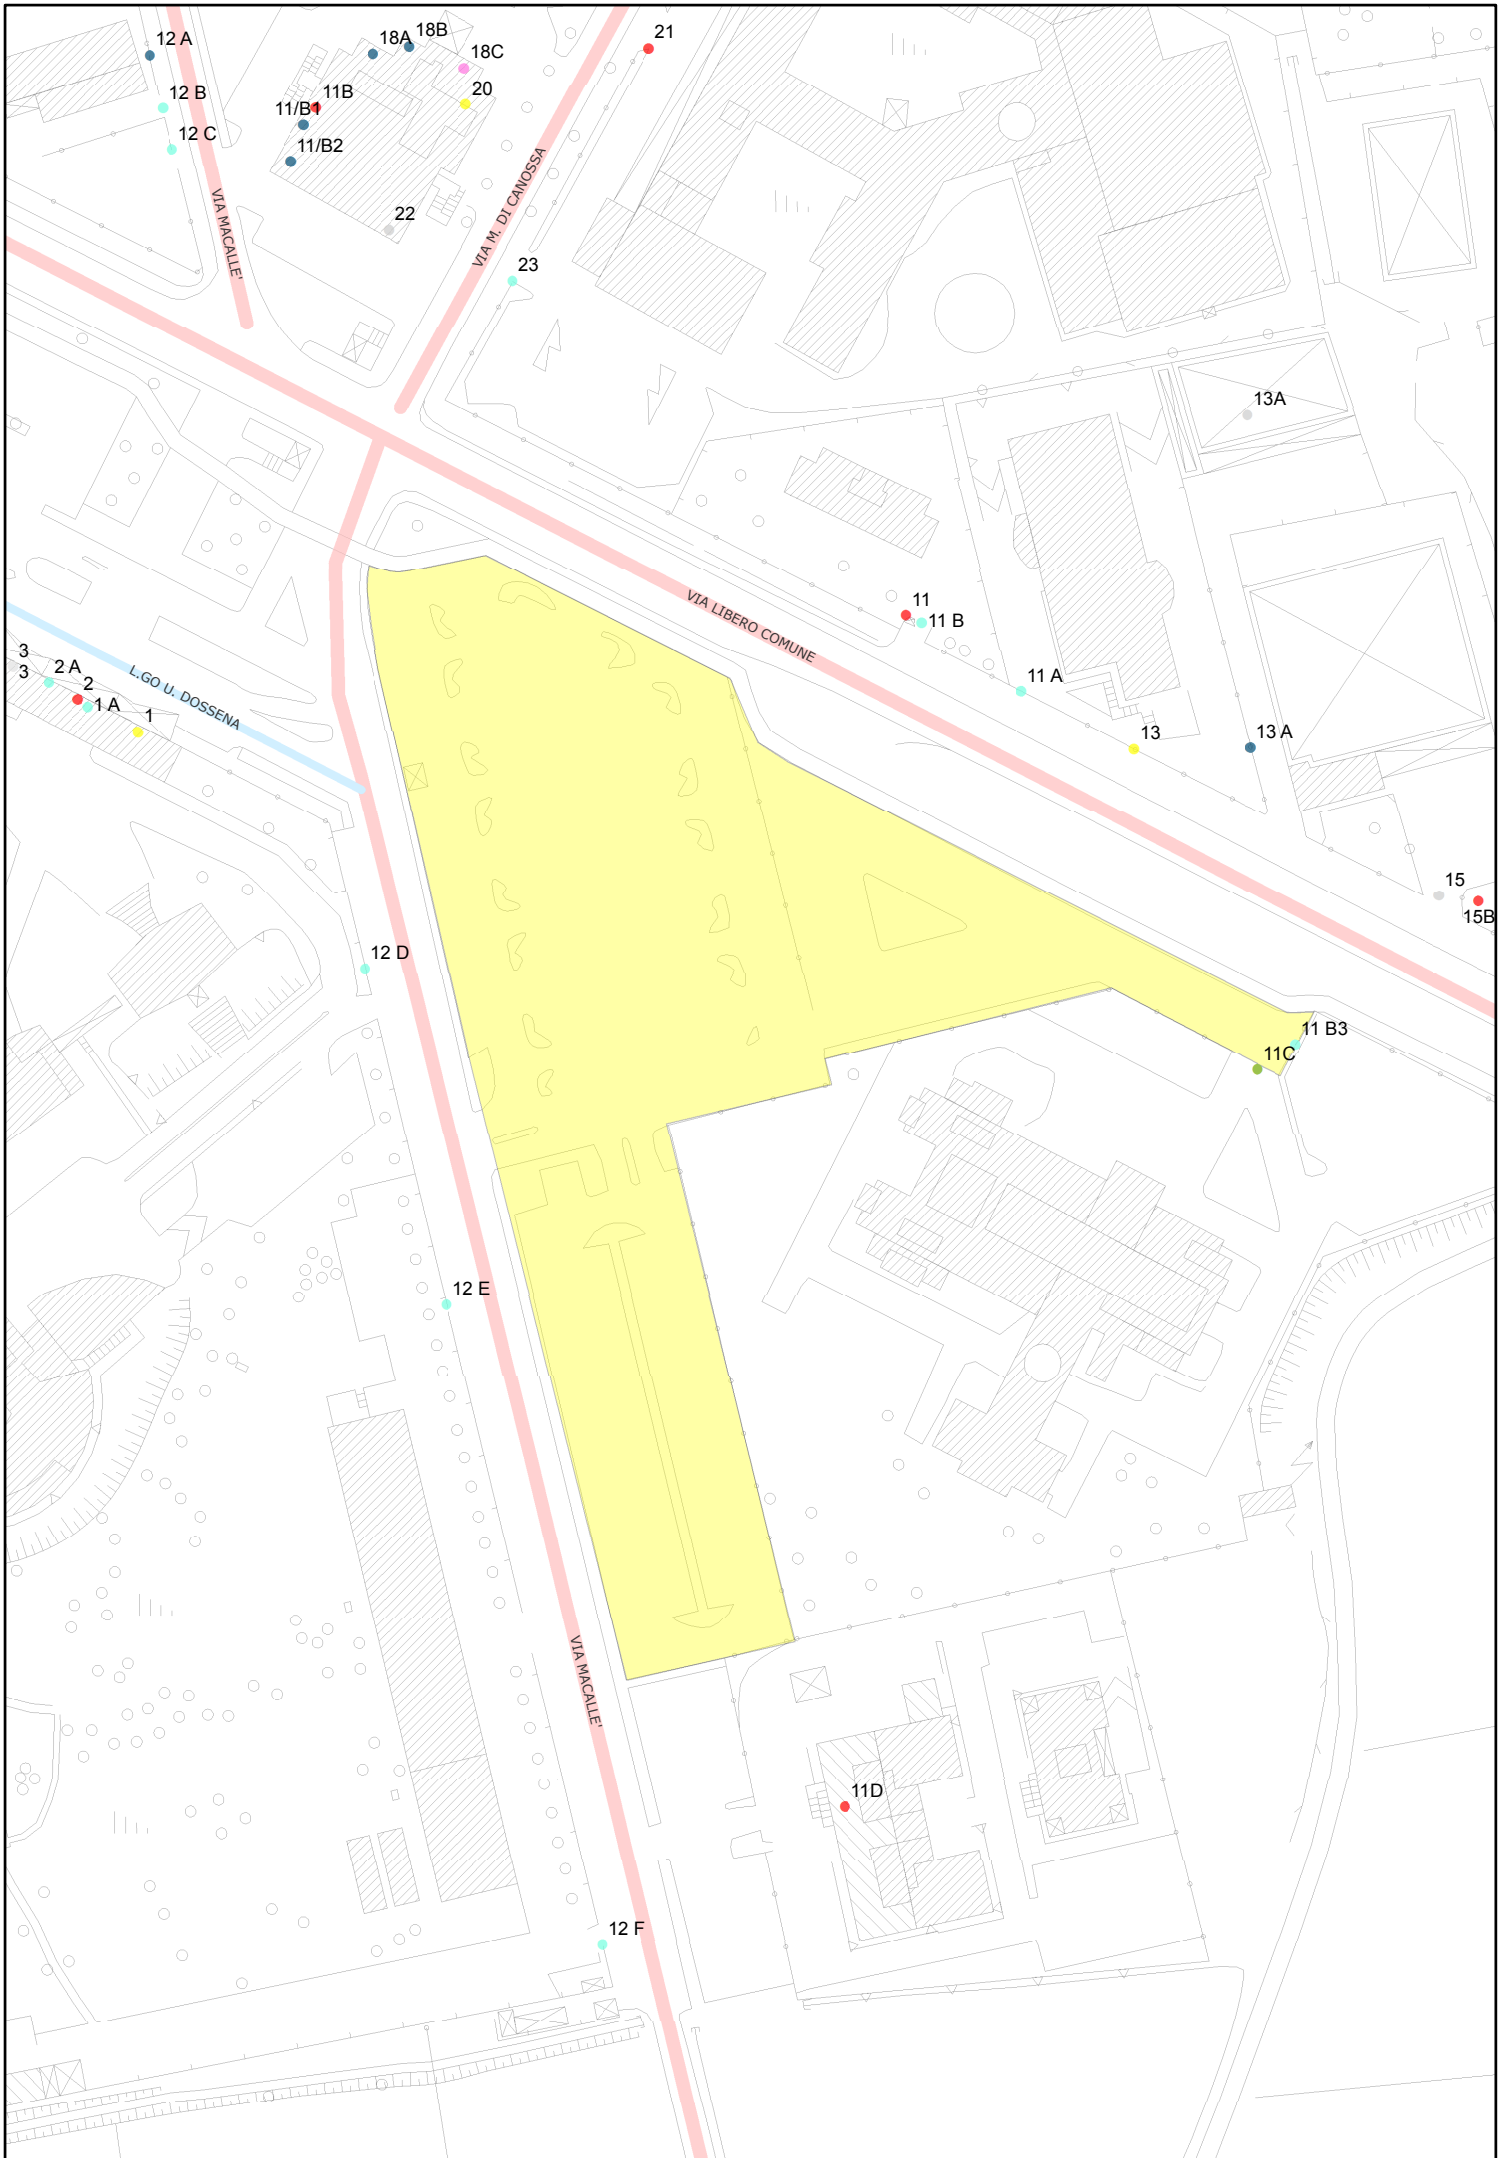 12 A
18A
18B
21
18C
12 B
11B
20
11/B1
12 C
11/B2
VIA MACALLE'
VIA M. DI CANOSSA
22
23
13A
VIA LIBERO COMUNE
11
11 B
3
3
2 A
2
1 A
1
L.GO U. DOSSENA
11 A
13
13 A
15
15B
12 D
11 B3
11C
12 E
VIA MACALLE'
11D
12 F